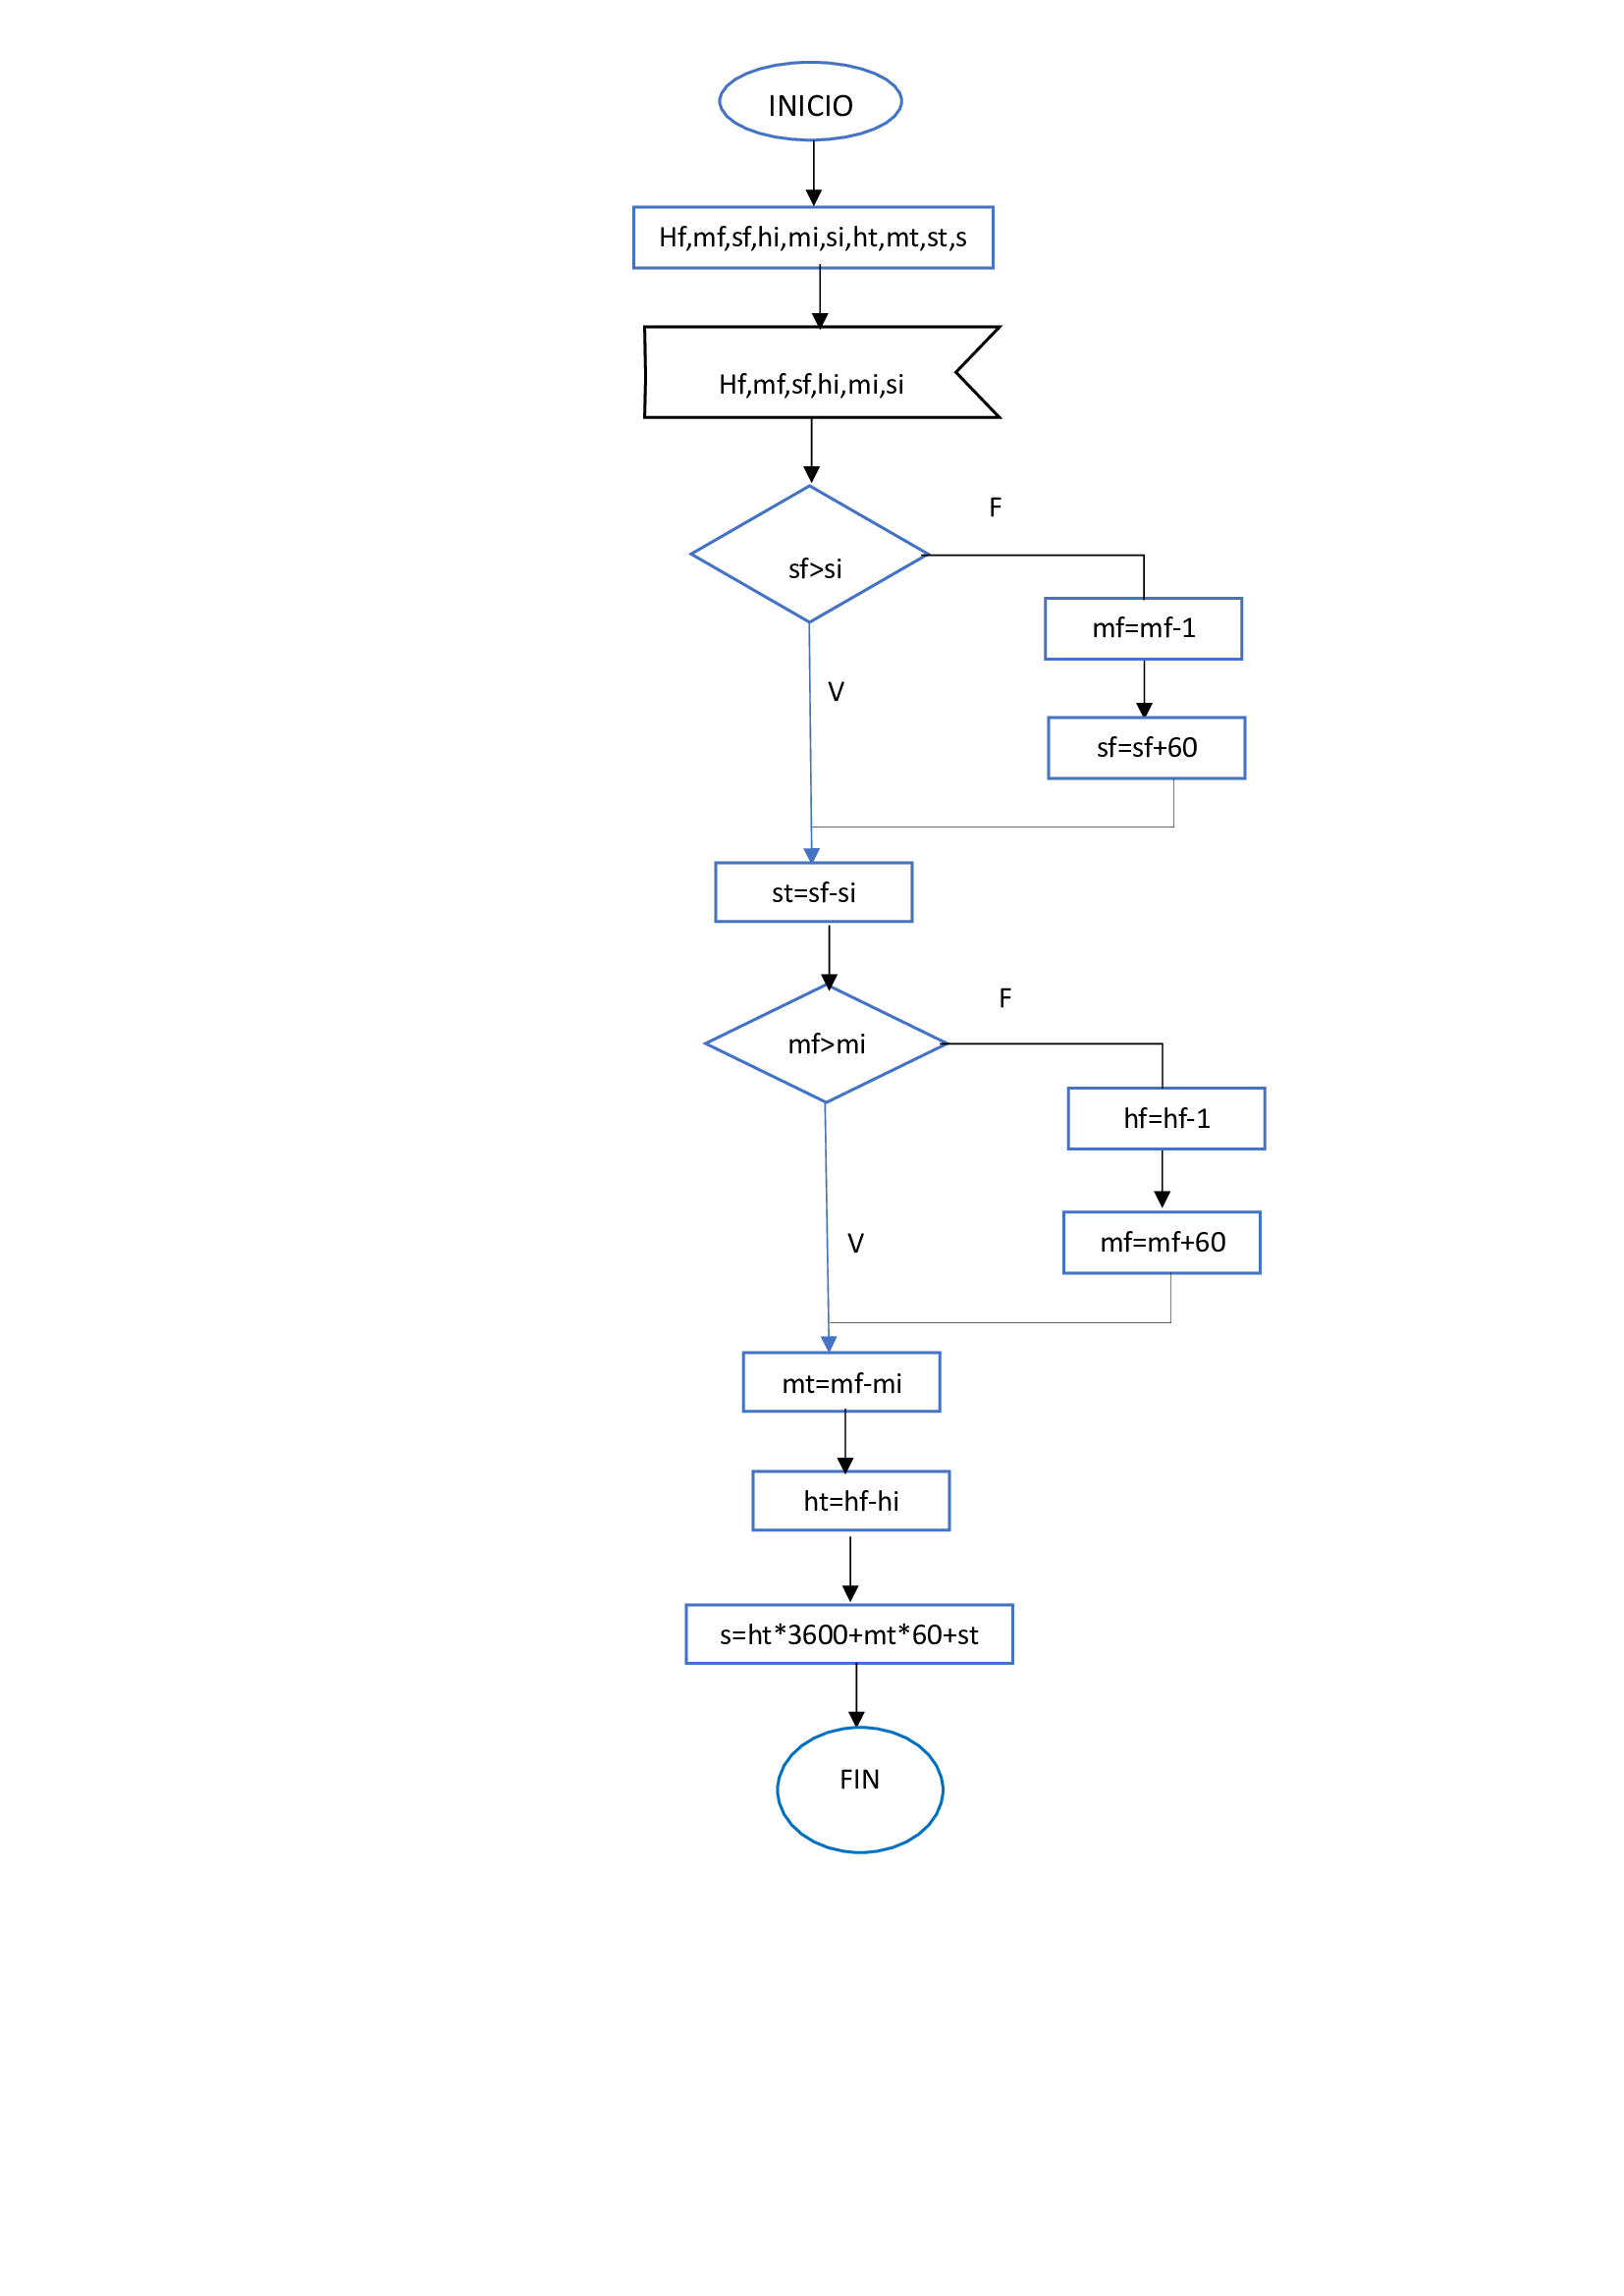 INICIO
Hf,mf,sf,hi,mi,si,ht,mt,st,s
Hf,mf,sf,hi,mi,si
F
sf>si
mf=mf-1
V
sf=sf+60
st=sf-si
F
mf>mi
hf=hf-1
mf=mf+60
V
mt=mf-mi
ht=hf-hi
s=ht*3600+mt*60+st
FIN